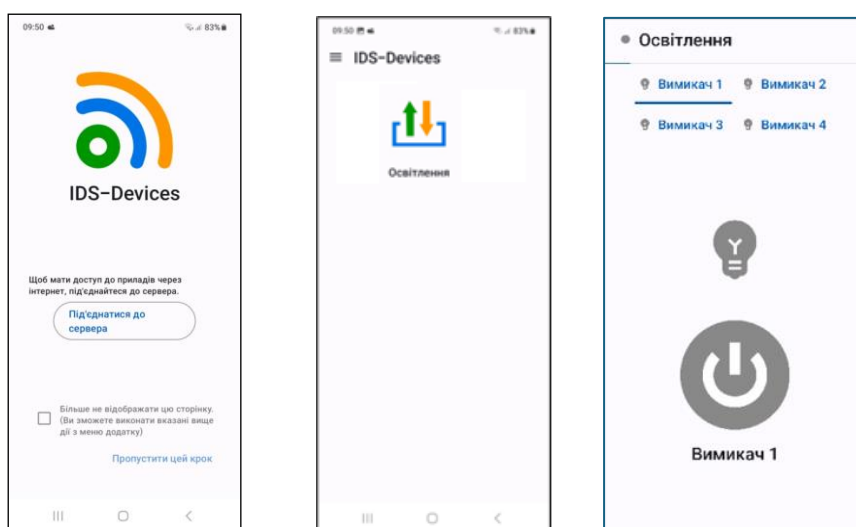 09:50 83%
IDS-Devices
Щоб мати доступ до приладів через
інтернет, під'єднайтеся до сервера.
Під'єднатися до
сервера
Більше не відображати цю сторінку.
(Ви зможете виконати вказані вище
дії з меню додатку)
Пропустити цей крок
09:50 83%
IDS-Devices
Освітлення
Освітлення
Вимикач 1 Вимикач 2
Вимикач 3 Вимикач 4
Вимикач 1